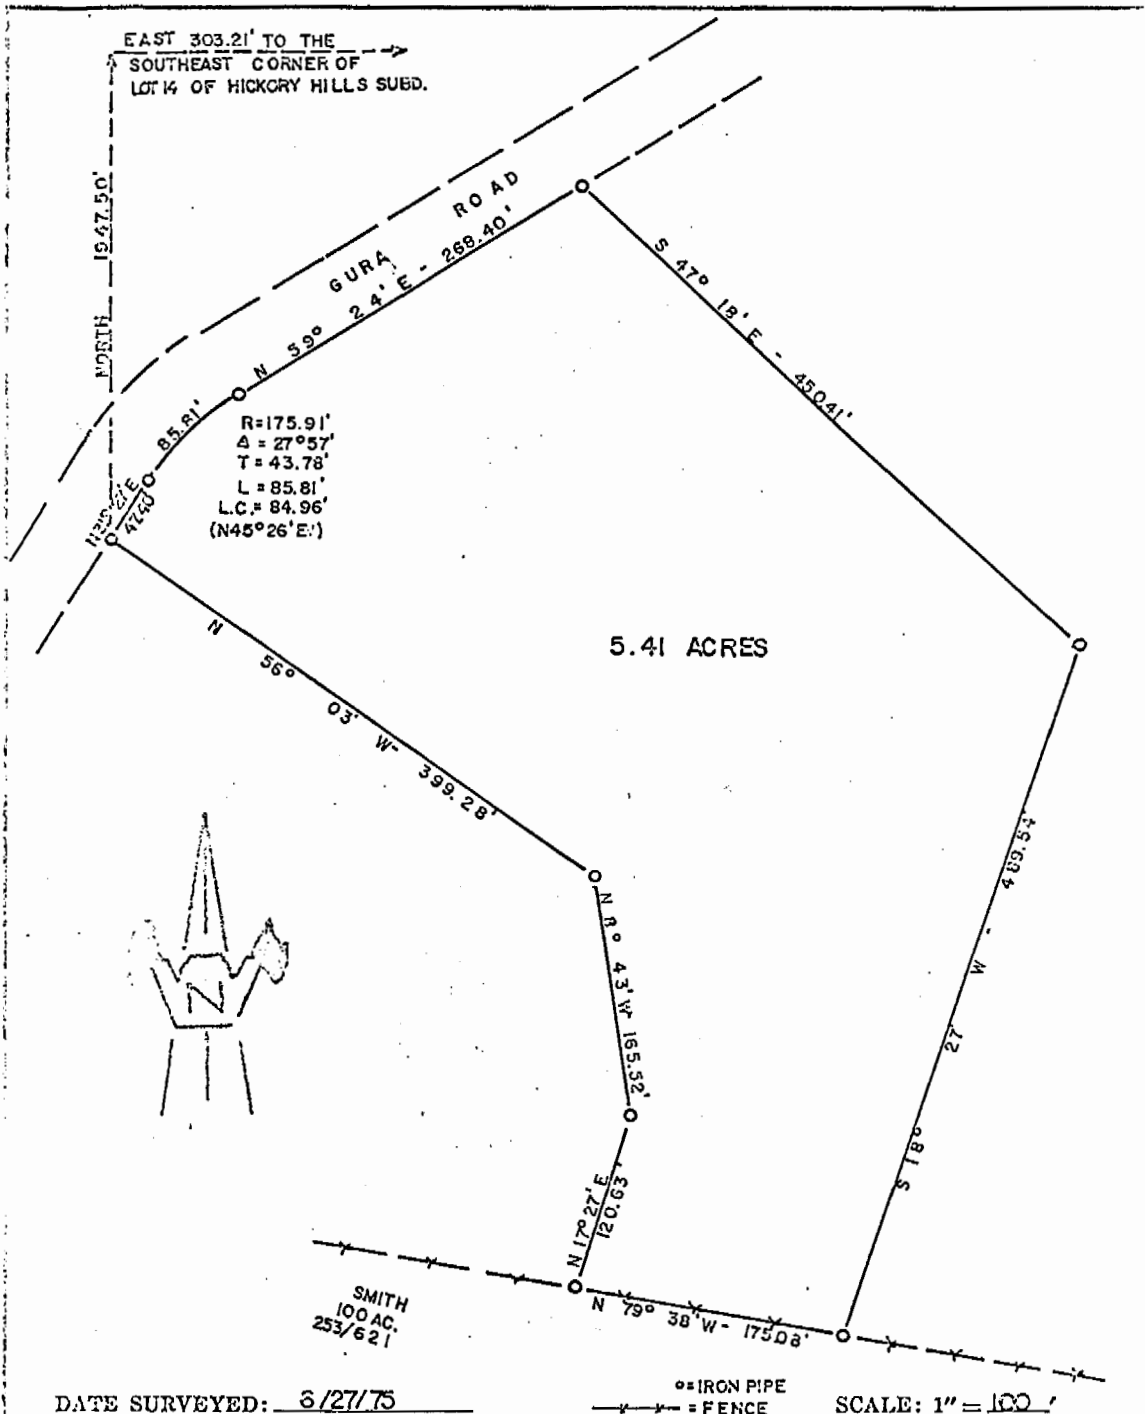 EAST 303.21' TO THE
SOUTHEAST CORNER OF
LOT 14 OF HICKORY HILLS SUBD.
NORTH 1947.50'
GURA ROAD
N 59° 24' E - 268.40'
S 47° 18' E - 450.41'
85.81'
R=175.91'
Δ = 27°57'
T = 43.78'
L = 85.81'
L.C.= 84.96'
(N45°26'E.)
E
42.40'
5.41 ACRES
N 56° 03' W- 399.28'
S 18° 27' W - 489.54'
N 8° 43' W- 165.52'
N
N 17° 27' E
120.63'
N 79° 38' W- 175.08'
SMITH
100 AC.
253/621
o=IRON PIPE
= FENCE
DATE SURVEYED: 6/27/75
SCALE: 1" = 100 '